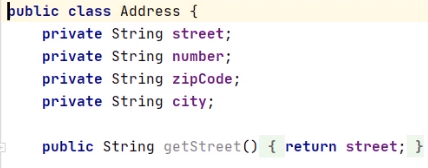 public class Address {
private String street;
private String number;
private String zipCode;
private String city;
public String getStreet() { return street; }